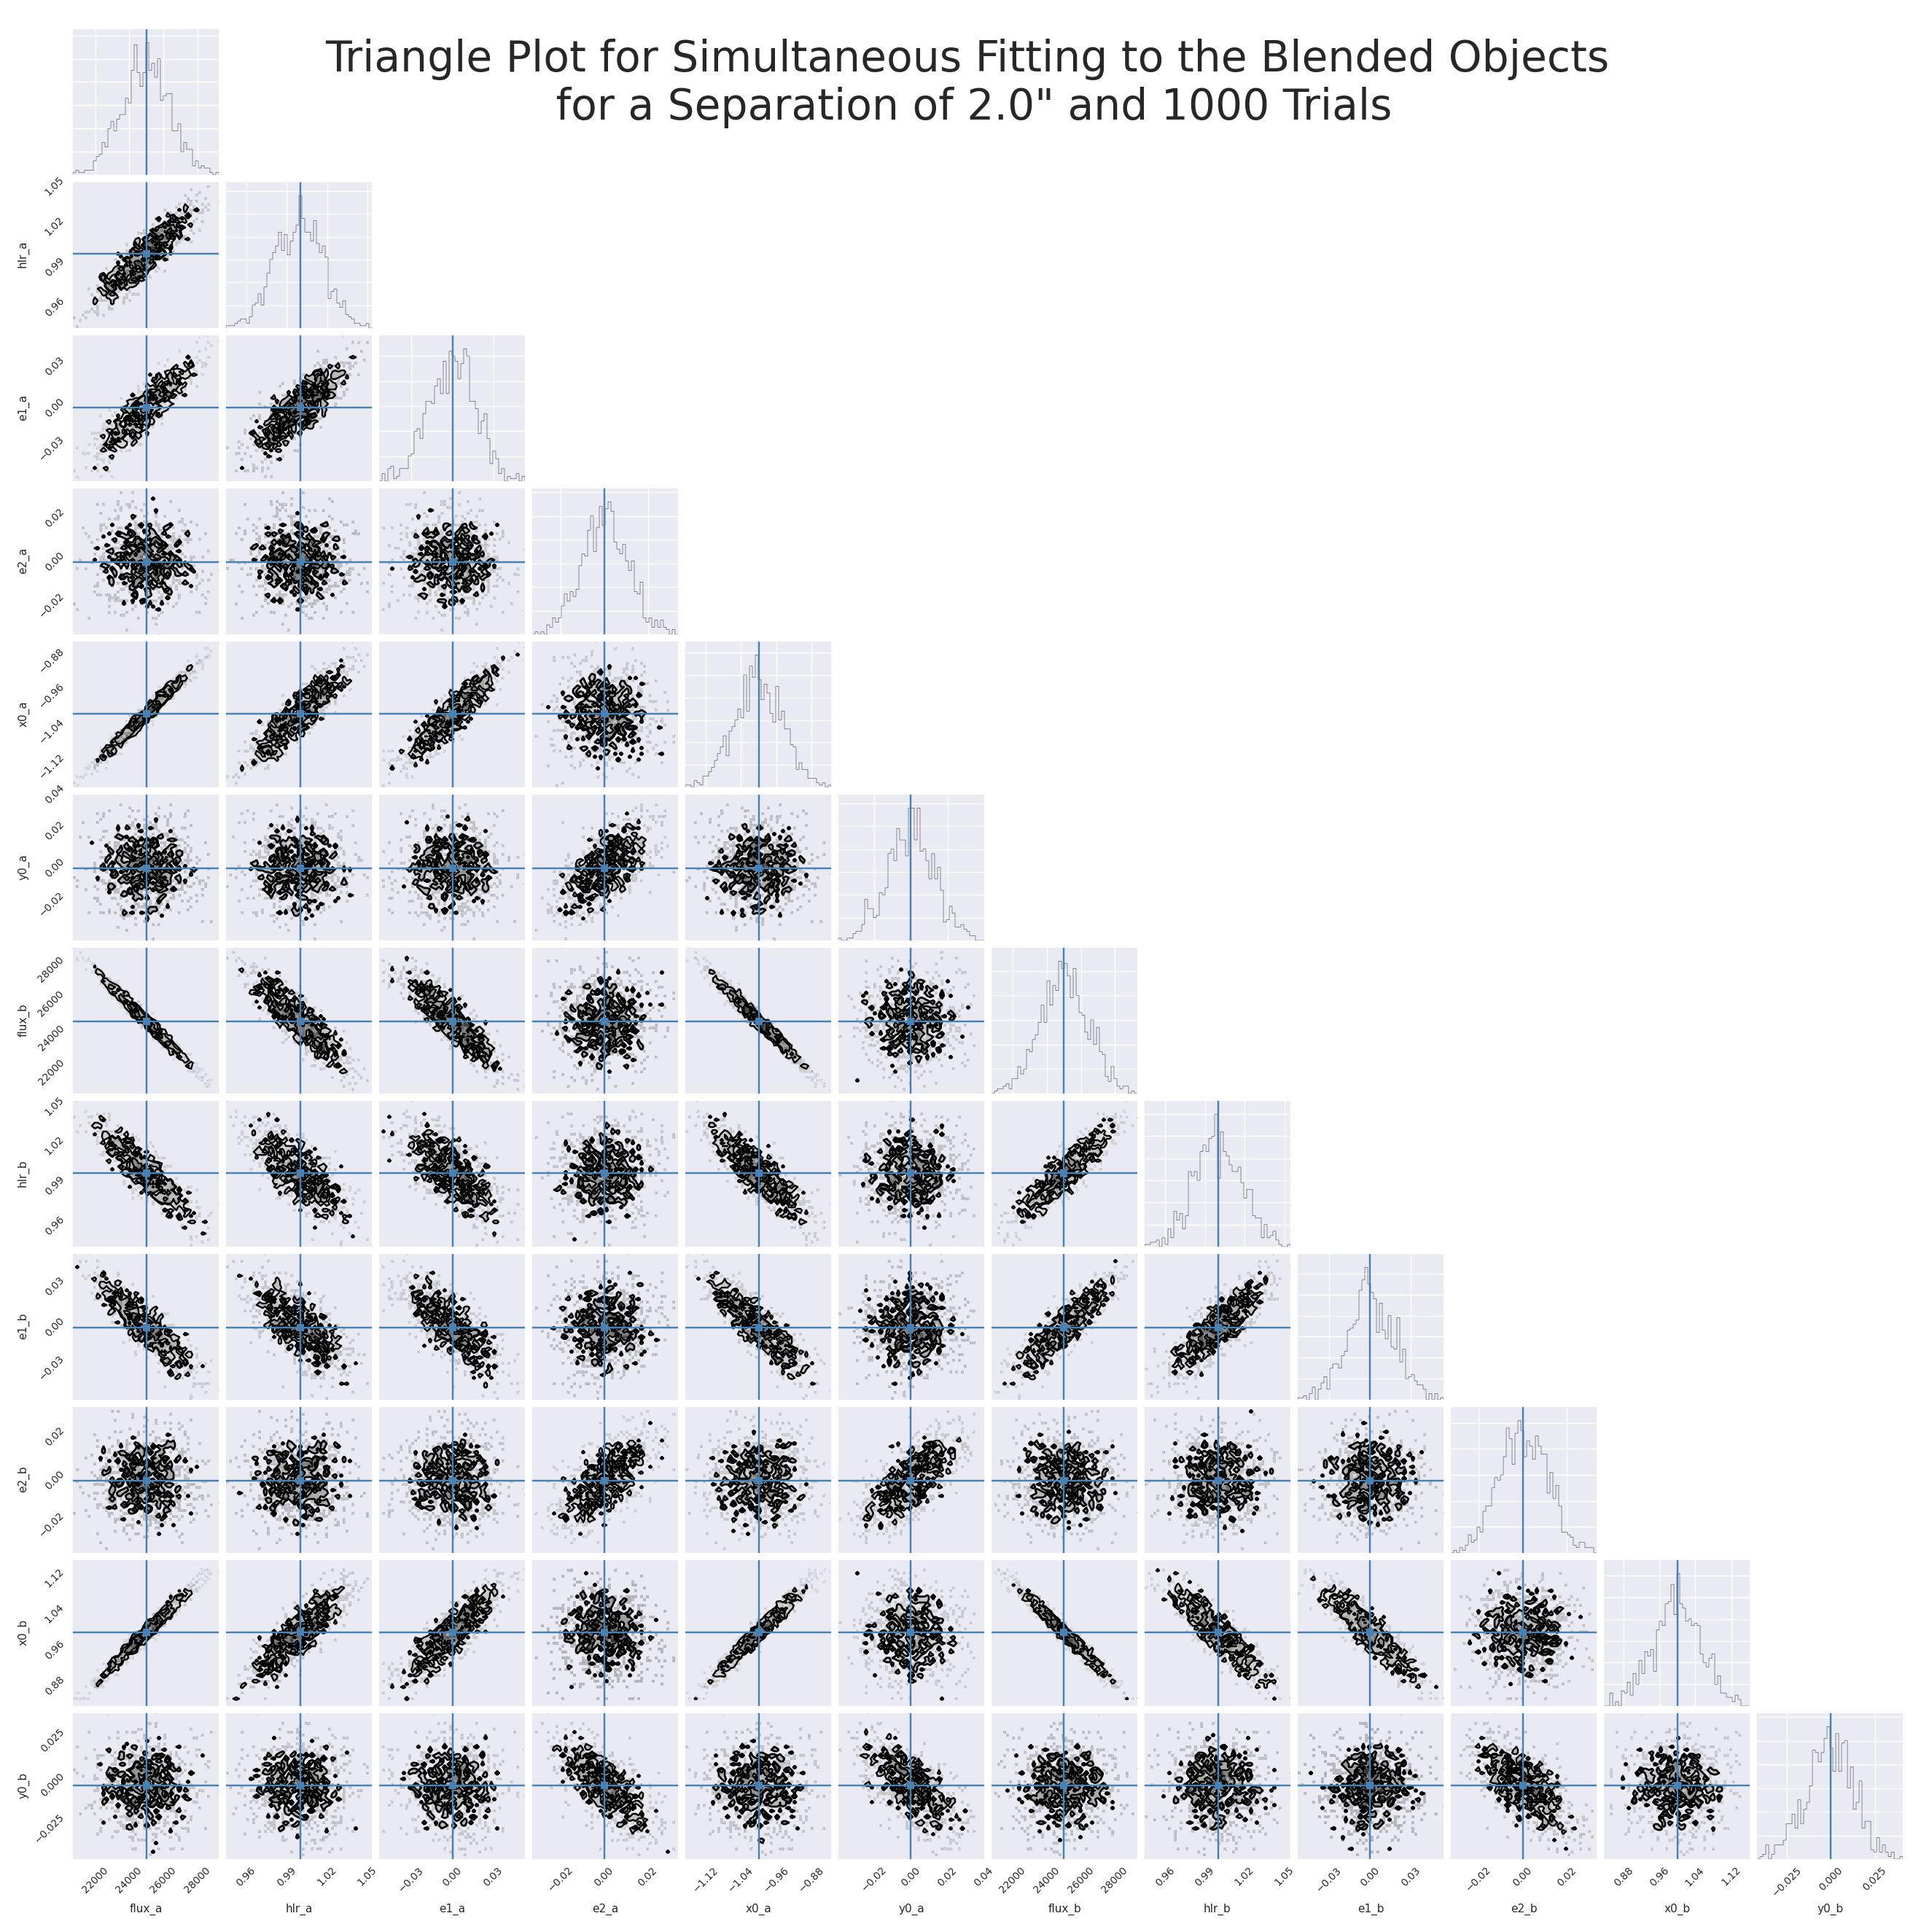 Triangle Plot for Simultaneous Fitting to the Blended Objects
for a Separation of 2.0" and 1000 Trials
hlr_a
1.05
1.02
0.99
0.96
e1_a
0.03
0.00
−0.03
e2_a
0.02
0.00
−0.02
x0_a
−0.88
−0.96
−1.04
−1.12
y0_a
0.04
0.02
0.00
−0.02
flux_b
28000
26000
24000
22000
hlr_b
1.05
1.02
0.99
0.96
e1_b
0.03
0.00
−0.03
e2_b
0.02
0.00
−0.02
x0_b
1.12
1.04
0.96
0.88
y0_b
0.025
0.000
−0.025
22000 24000 26000 28000 0.96 0.99 1.02 1.05 −0.03 0.00 0.03 −0.02 0.00 0.02 −1.12 −1.04 −0.96 −0.88 −0.02 0.00 0.02 0.04 22000 24000 26000 28000 0.96 0.99 1.02 1.05 −0.03 0.00 0.03 −0.02 0.00 0.02 0.88 0.96 1.04 1.12 −0.025 0.000 0.025
flux_a hlr_a e1_a e2_a x0_a y0_a flux_b hlr_b e1_b e2_b x0_b y0_b